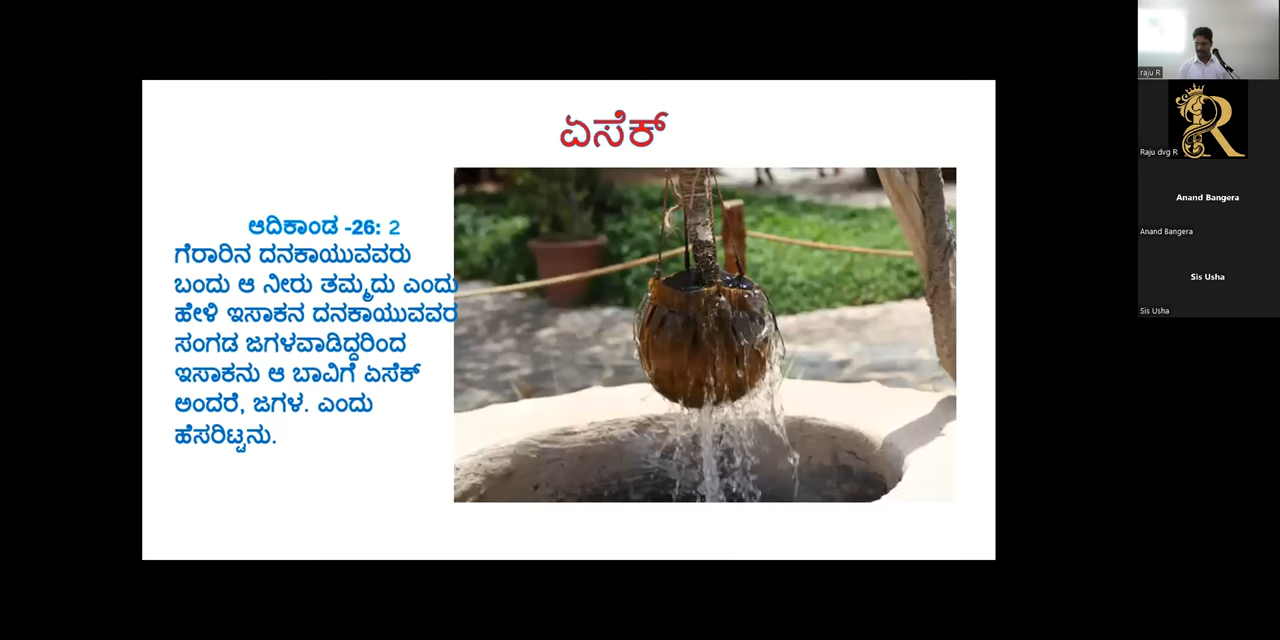 ಏಸೆಕ್
ಆದಿಕಾಂಡ -26: 2
ಗೆರಾರಿನ ದನಕಾಯುವವರು
ಬಂದು ಆ ನೀರು ತಮ್ಮದು ಎಂದು
ಹೇಳಿ ಇಸಾಕನ ದನಕಾಯುವವರ
ಸಂಗಡ ಜಗಳವಾಡಿದ್ದರಿಂದ
ಇಸಾಕನು ಆ ಬಾವಿಗೆ ಏಸೆಕ್
ಅಂದರೆ, ಜಗಳ. ಎಂದು
ಹೆಸರಿಟ್ಟನು.
raju R
R
Raju dvg R
Anand Bangera
Anand Bangera
Sis Usha
Sis Usha